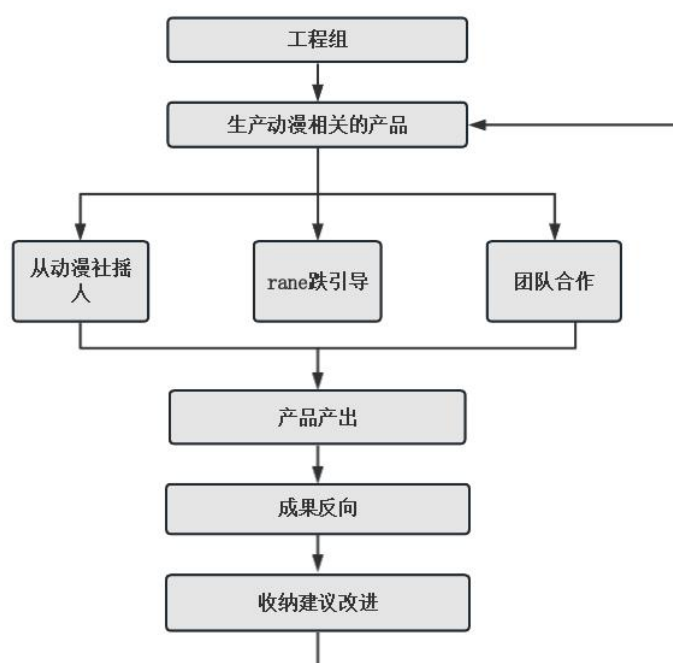 工程组
生产动漫相关的产品
从动漫社摇
人
rane跌引导
团队合作
产品产出
成果反向
收纳建议改进